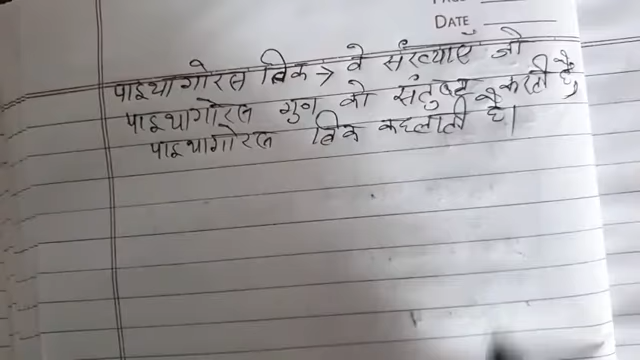 DATE
पाइथागोरस त्रिक → वे संख्याएं जो
पाइथागोरस गुण को संतुष्ट करती है,
पाइथागोरस त्रिक कहलाती है।